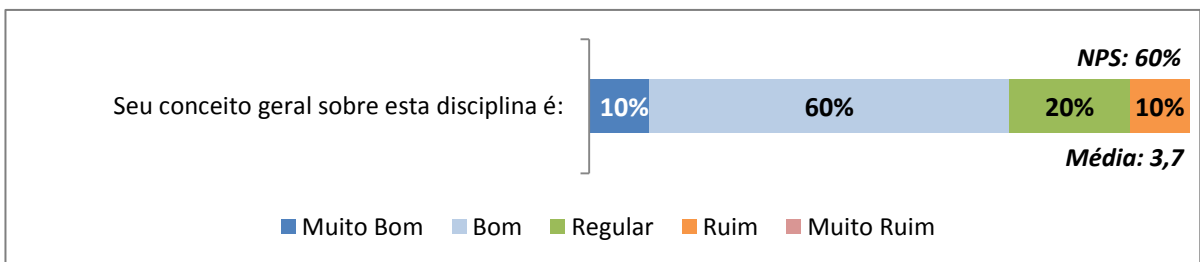 NPS: 60%
Seu conceito geral sobre esta disciplina é: 10% 60% 20% 10%
Média: 3,7
Muito Bom Bom Regular Ruim Muito Ruim